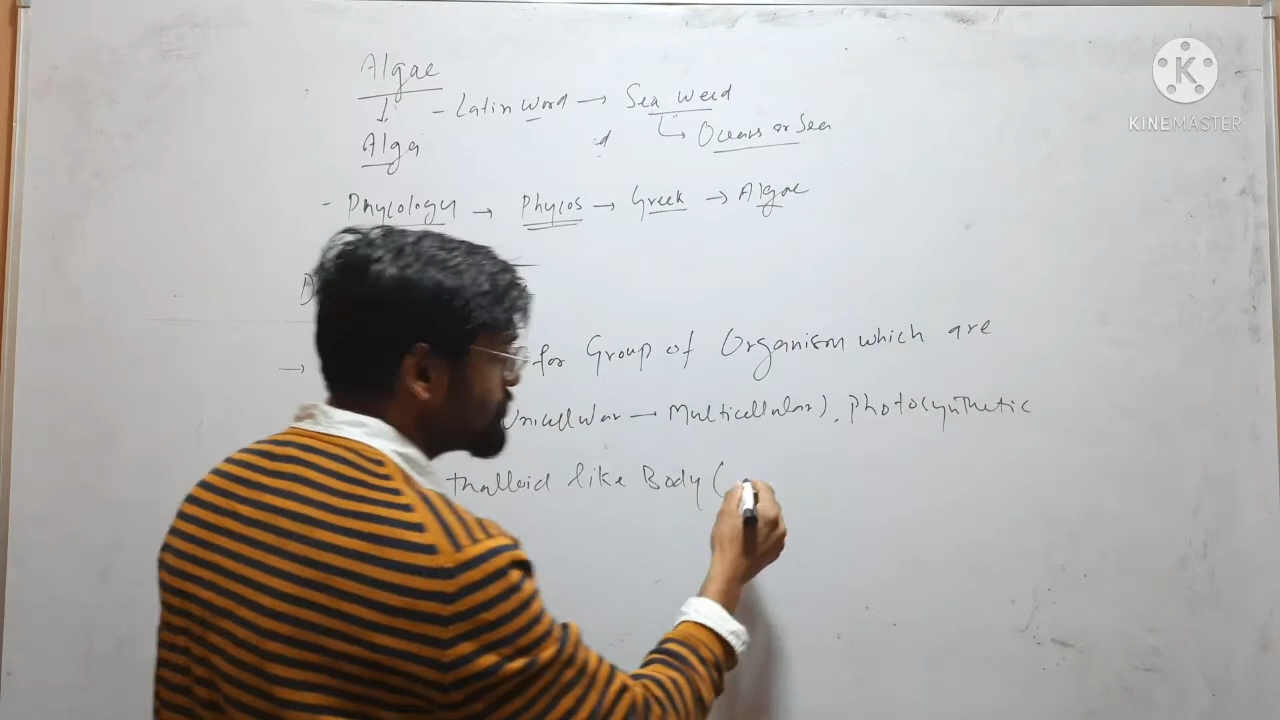 Algae
↓ - Latin Word → Sea Weed
Alga ↳ Ocean or Sea
- Phycology → Phycos → Greek → Algae
D
→ for Group of Organism which are
Unicellular — Multicellular), Photosynthetic
thalloid like Body (
K
KINEMASTER